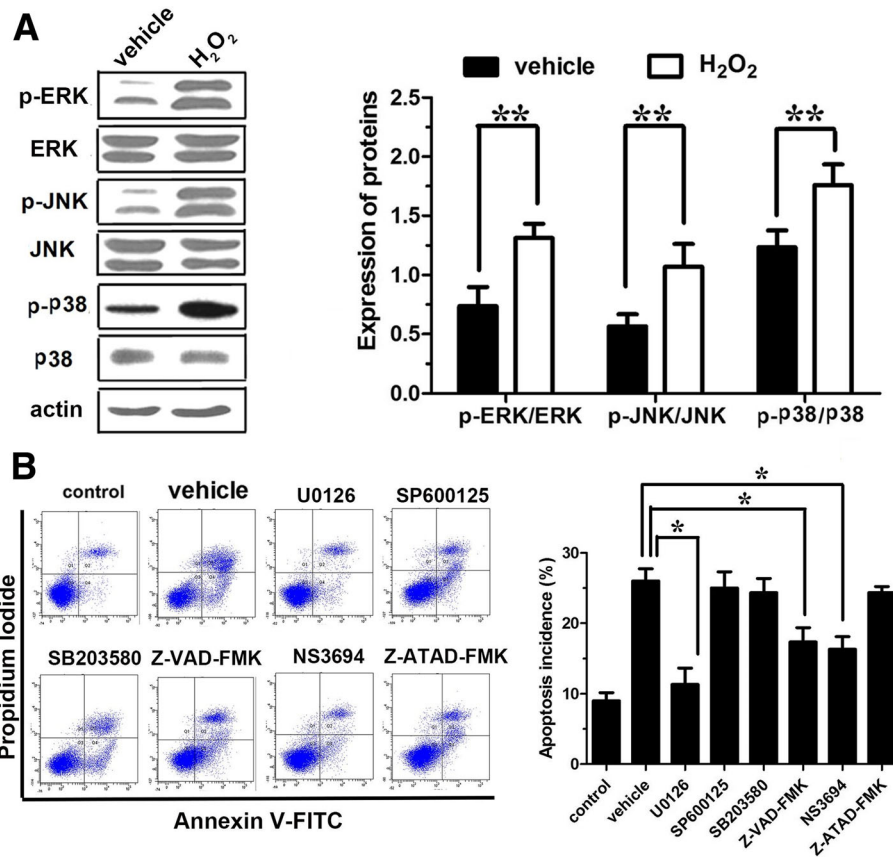 A
vehicle H2O2
p-ERK
ERK
p-JNK
JNK
p-p38
p38
actin
vehicle H2O2
Expression of proteins
2.5
2.0
1.5
1.0
0.5
0.0
** ** **
p-ERK/ERK p-JNK/JNK p-p38/p38
B
control vehicle U0126 SP600125
SB203580 Z-VAD-FMK NS3694 Z-ATAD-FMK
Propidium Iodide
Annexin V-FITC
Apoptosis incidence (%)
30
20
10
0
*
*
*
control vehicle U0126 SP600125 SB203580 Z-VAD-FMK NS3694 Z-ATAD-FMK